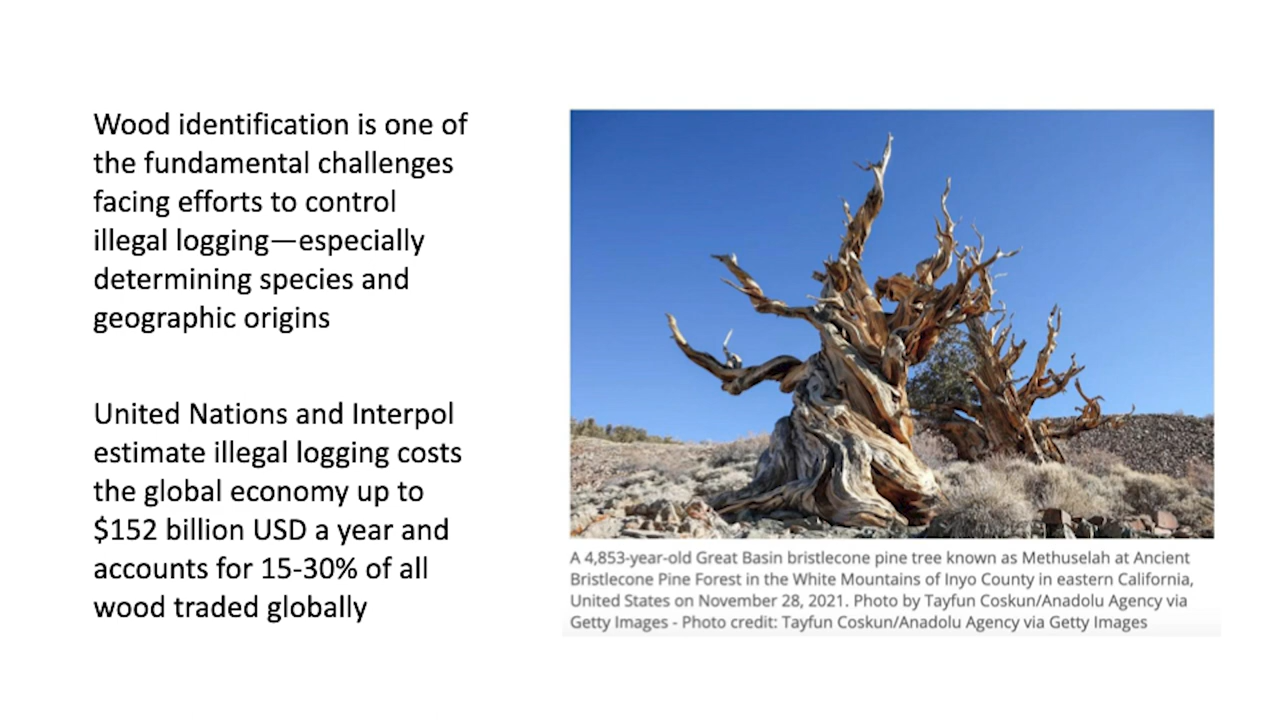 Wood identification is one of
the fundamental challenges
facing efforts to control
illegal logging—especially
determining species and
geographic origins
United Nations and Interpol
estimate illegal logging costs
the global economy up to
$152 billion USD a year and
accounts for 15-30% of all
wood traded globally
A 4,853-year-old Great Basin bristlecone pine tree known as Methuselah at Ancient
Bristlecone Pine Forest in the White Mountains of Inyo County in eastern California,
United States on November 28, 2021. Photo by Tayfun Coskun/Anadolu Agency via
Getty Images - Photo credit: Tayfun Coskun/Anadolu Agency via Getty Images